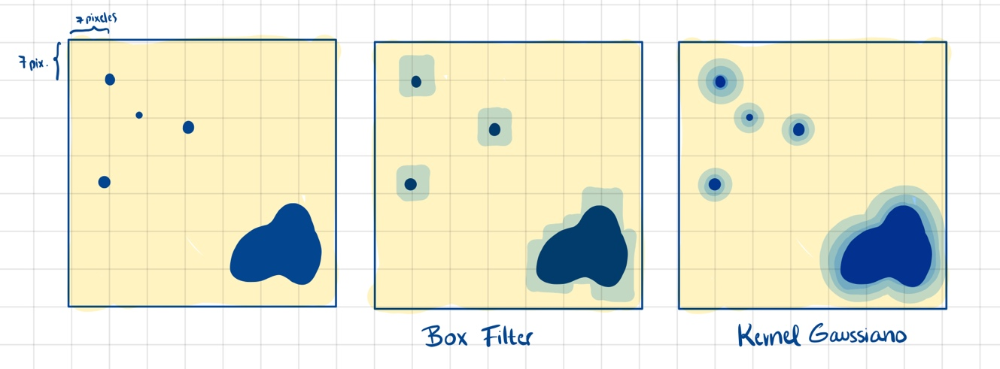 7 pixeles
7 pix.
Box Filter
Kernel Gaussiano